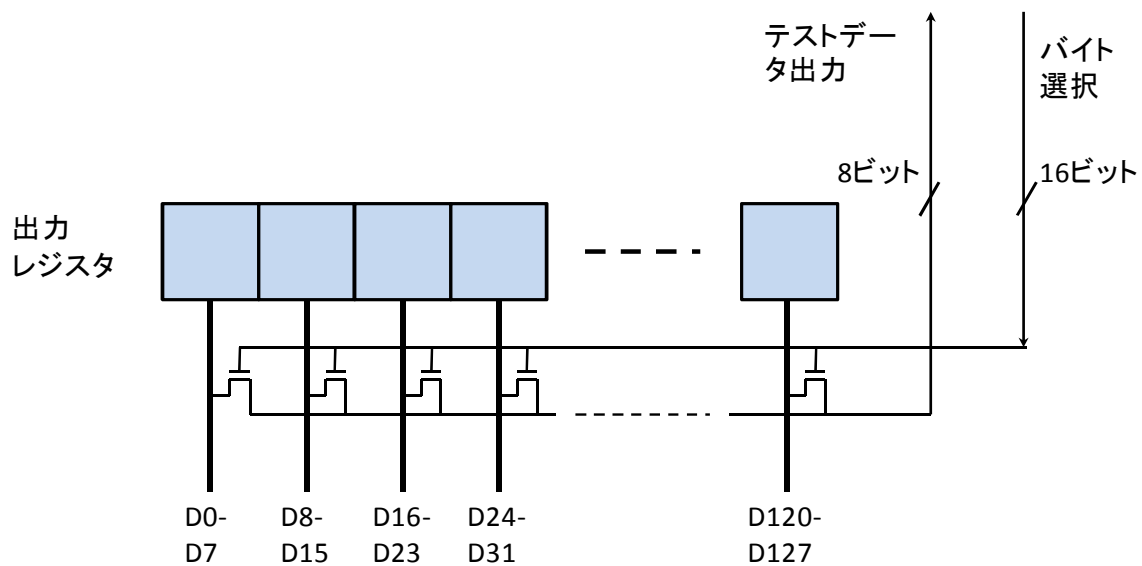 テストデー
タ出力
バイト
選択
8ビット
16ビット
出力
レジスタ
D0-
D7
D8-
D15
D16-
D23
D24-
D31
D120-
D127